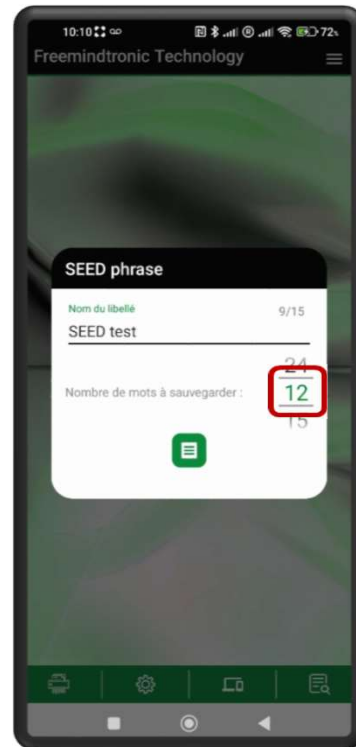 10:10 72%
Freemindtronic Technology
SEED phrase
Nom du libellé 9/15
SEED test
24
Nombre de mots à sauvegarder : 12
15